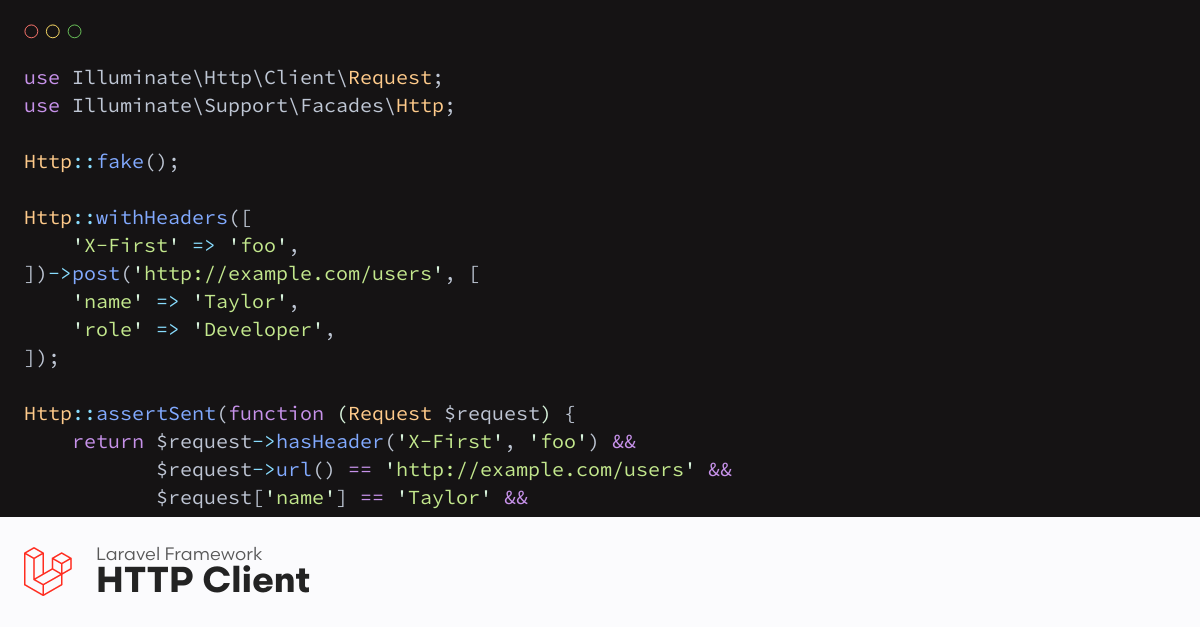 use Illuminate\Http\Client\Request;
use Illuminate\Support\Facades\Http;

Http::fake();

Http::withHeaders([
    'X-First' => 'foo',
])->post('http://example.com/users', [
    'name' => 'Taylor',
    'role' => 'Developer',
]);

Http::assertSent(function (Request $request) {
    return $request->hasHeader('X-First', 'foo') &&
           $request->url() == 'http://example.com/users' &&
           $request['name'] == 'Taylor' &&
Laravel Framework
HTTP Client